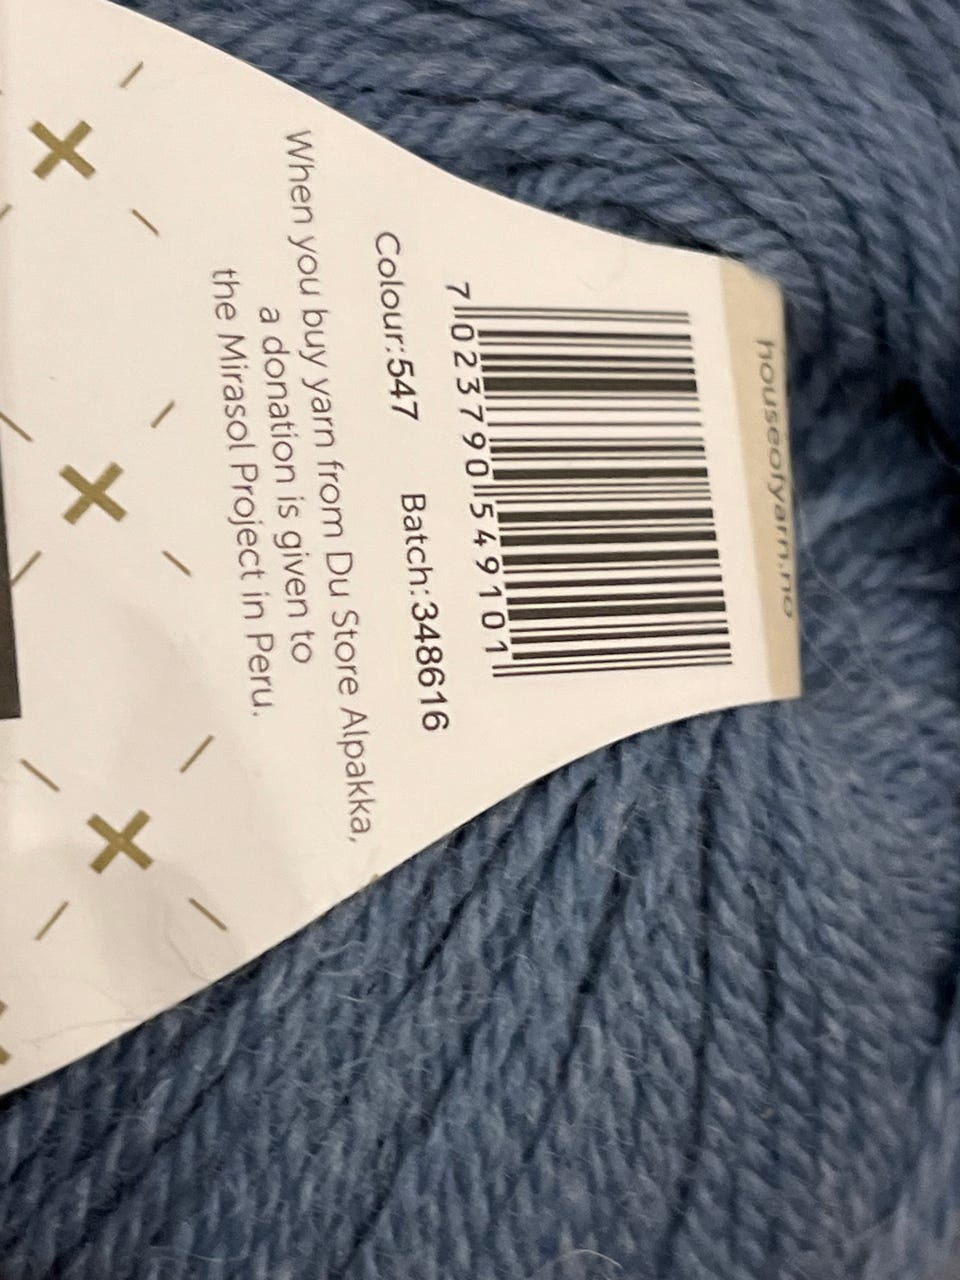 houseofyarn.no
7 023790 549101
Colour:547 Batch:348616
When you buy yarn from Du Store Alpakka,
a donation is given to
the Mirasol Project in Peru.